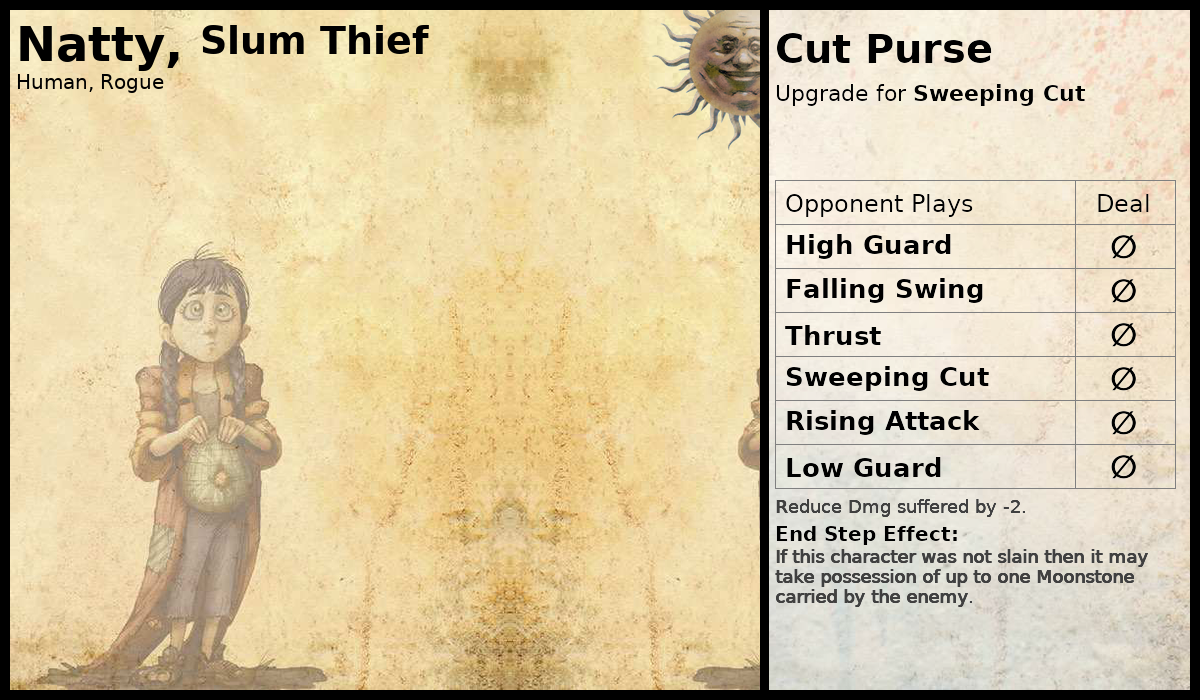 Natty, Slum Thief
Human, Rogue
Cut Purse
Upgrade for Sweeping Cut
Opponent Plays Deal
High Guard ∅
Falling Swing ∅
Thrust ∅
Sweeping Cut ∅
Rising Attack ∅
Low Guard ∅
Reduce Dmg suffered by -2.
End Step Effect:
If this character was not slain then it may
take possession of up to one Moonstone
carried by the enemy.